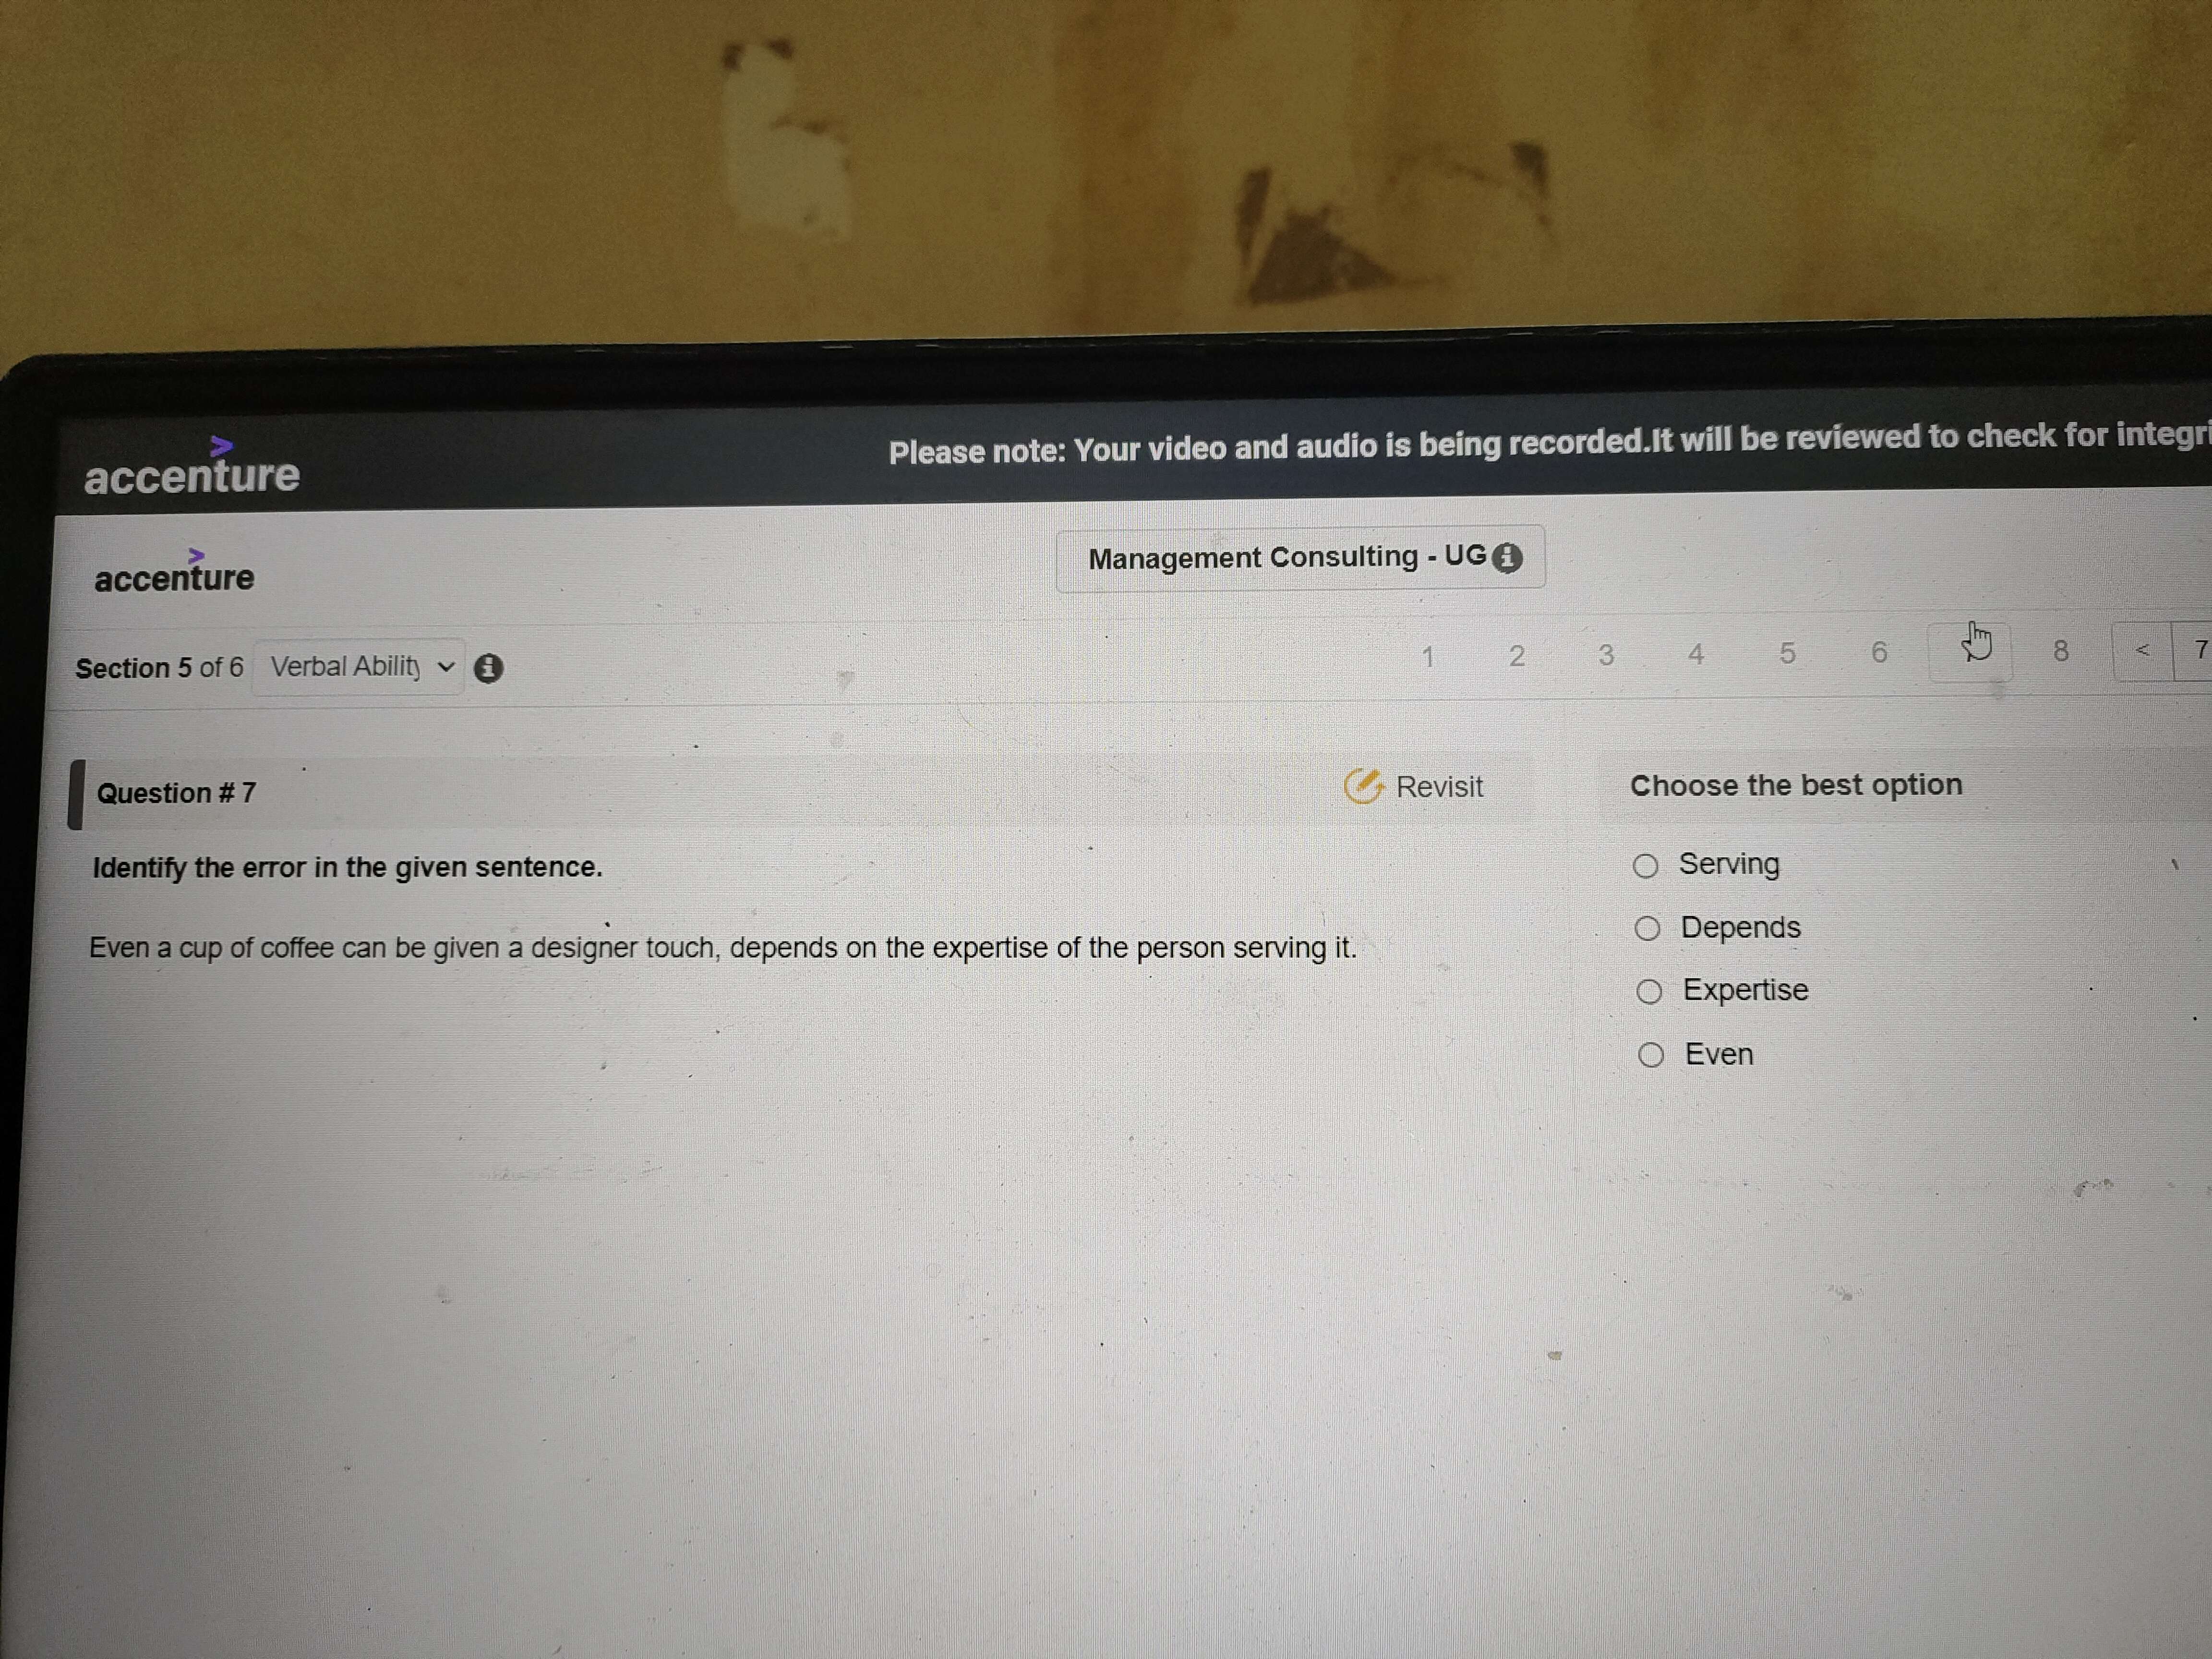 accenture
Please note: Your video and audio is being recorded.It will be reviewed to check for
accenture
Management Consulting - UG
Section 5 of 6 Verbal Ability
1 2 3 4 5 6 8 < 7
Question # 7
Revisit
Choose the best option
Identify the error in the given sentence.
Even a cup of coffee can be given a designer touch, depends on the expertise of the person serving it.
Serving
Depends
Expertise
Even